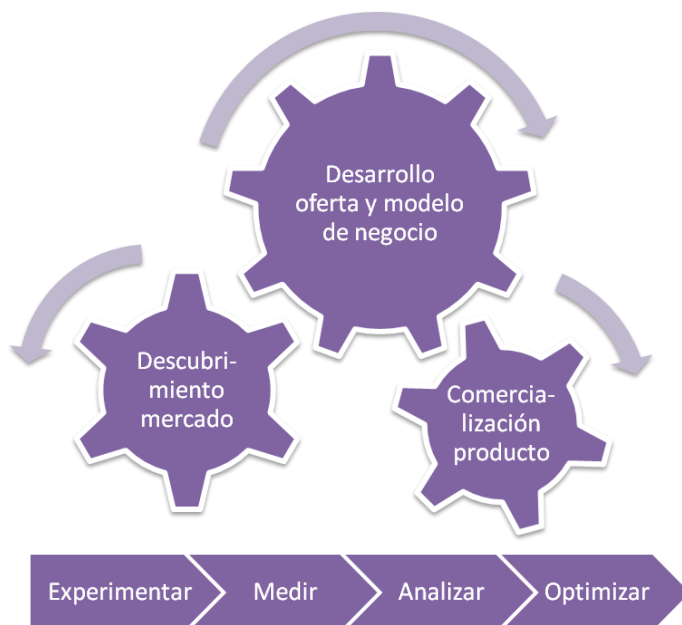 Desarrollo
oferta y modelo
de negocio
Descubri-
miento
mercado
Comercia-
lización
producto
Experimentar
Medir
Analizar
Optimizar